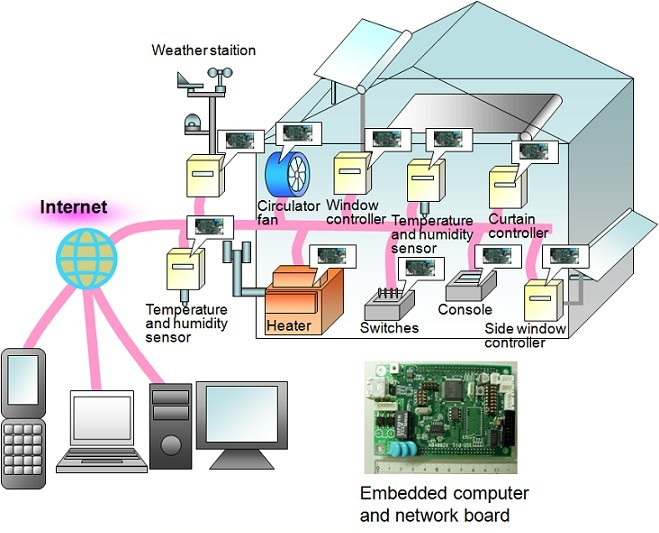 Weather staition
Internet
Circulator
fan
Window
controller
Temperature
and humidity
sensor
Curtain
controller
Temperature
and humidity
sensor
Heater
Switches
Console
Side window
controller
Embedded computer
and network board